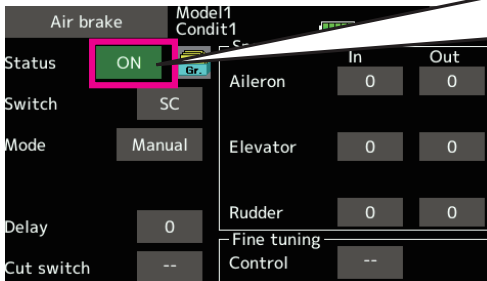 Air brake
Model1
Condit1
Status ON Gr.
In Out
Aileron 0 0
Switch SC
Mode Manual
Elevator 0 0
Rudder 0 0
Delay 0
Fine tuning
Control --
Cut switch --